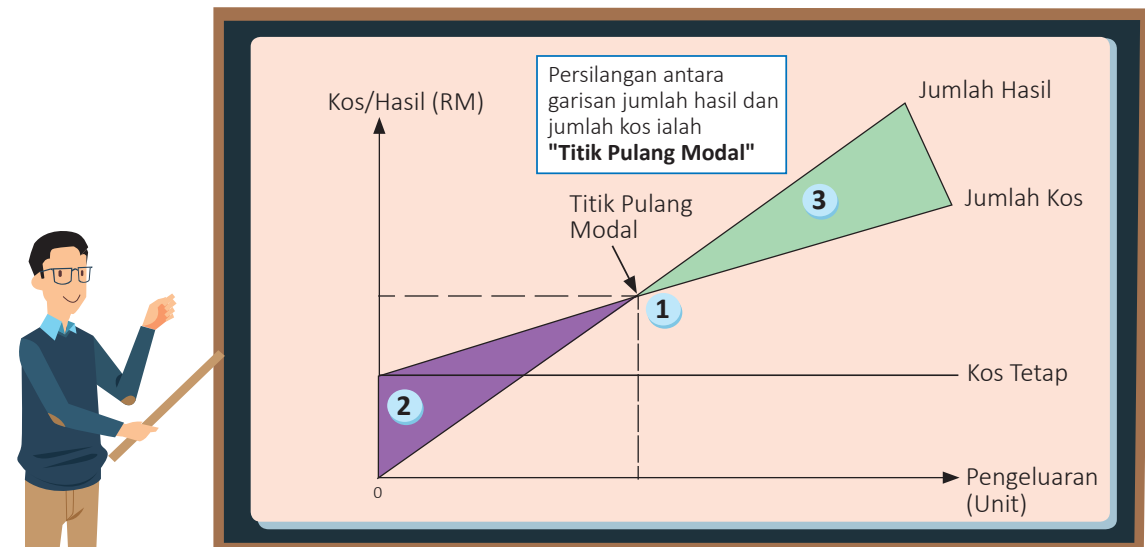 Persilangan antara
garisan jumlah hasil dan
jumlah kos ialah
"Titik Pulang Modal"
Kos/Hasil (RM)
Jumlah Hasil
3
Titik Pulang
Modal
Jumlah Kos
1
Kos Tetap
2
0
Pengeluaran
(Unit)